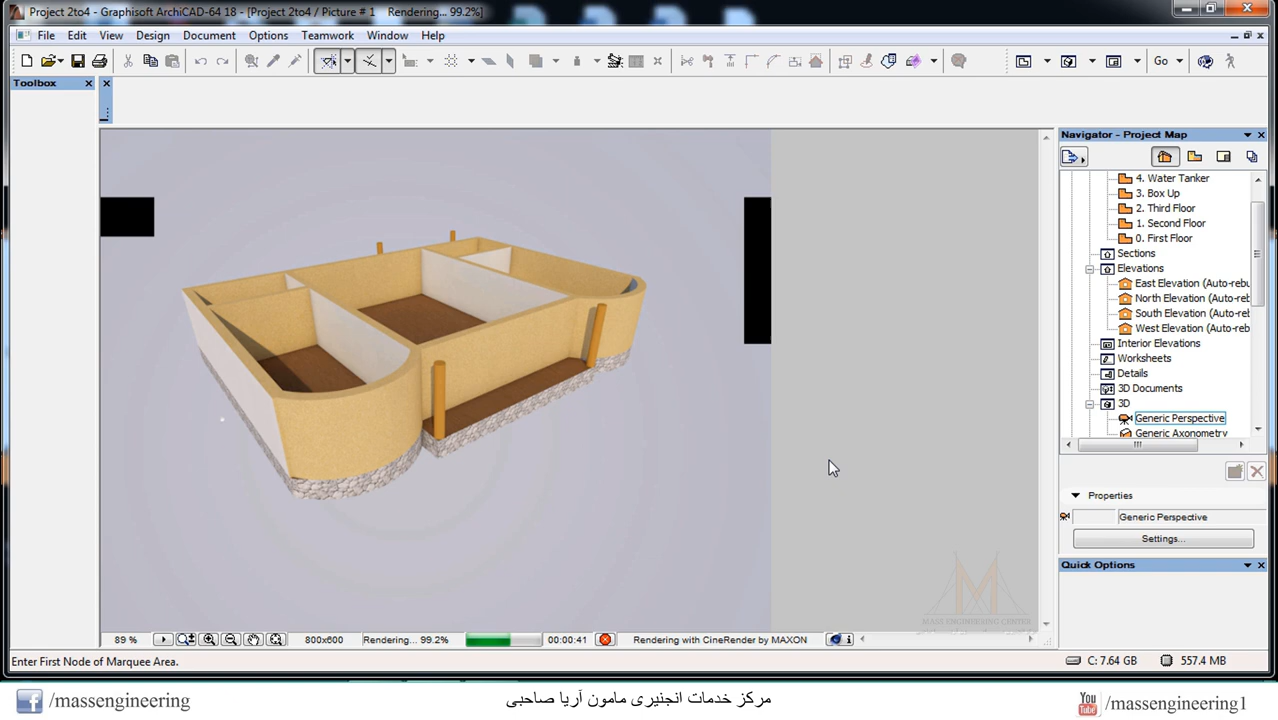 Project 2to4 - Graphisoft ArchiCAD-64 18 - [Project 2to4 / Picture # 1 Rendering... 99.2%]
File Edit View Design Document Options Teamwork Window Help
Go
Toolbox
Navigator - Project Map
4. Water Tanker
3. Box Up
2. Third Floor
1. Second Floor
0. First Floor
Sections
Elevations
East Elevation (Auto-rebu
North Elevation (Auto-reb
South Elevation (Auto-reb
West Elevation (Auto-reb
Interior Elevations
Worksheets
Details
3D Documents
3D
Generic Perspective
Generic Axonometry
Properties
Generic Perspective
Settings...
Quick Options
M
MASS ENGINEERING CENTER
89 % 800x600 Rendering... 99.2% 00:00:41 Rendering with CineRender by MAXON
Enter First Node of Marquee Area. C: 7.64 GB 557.4 MB
f /massengineering مرکز خدمات انجنیری مامون آریا صاحبی You Tube /massengineering1